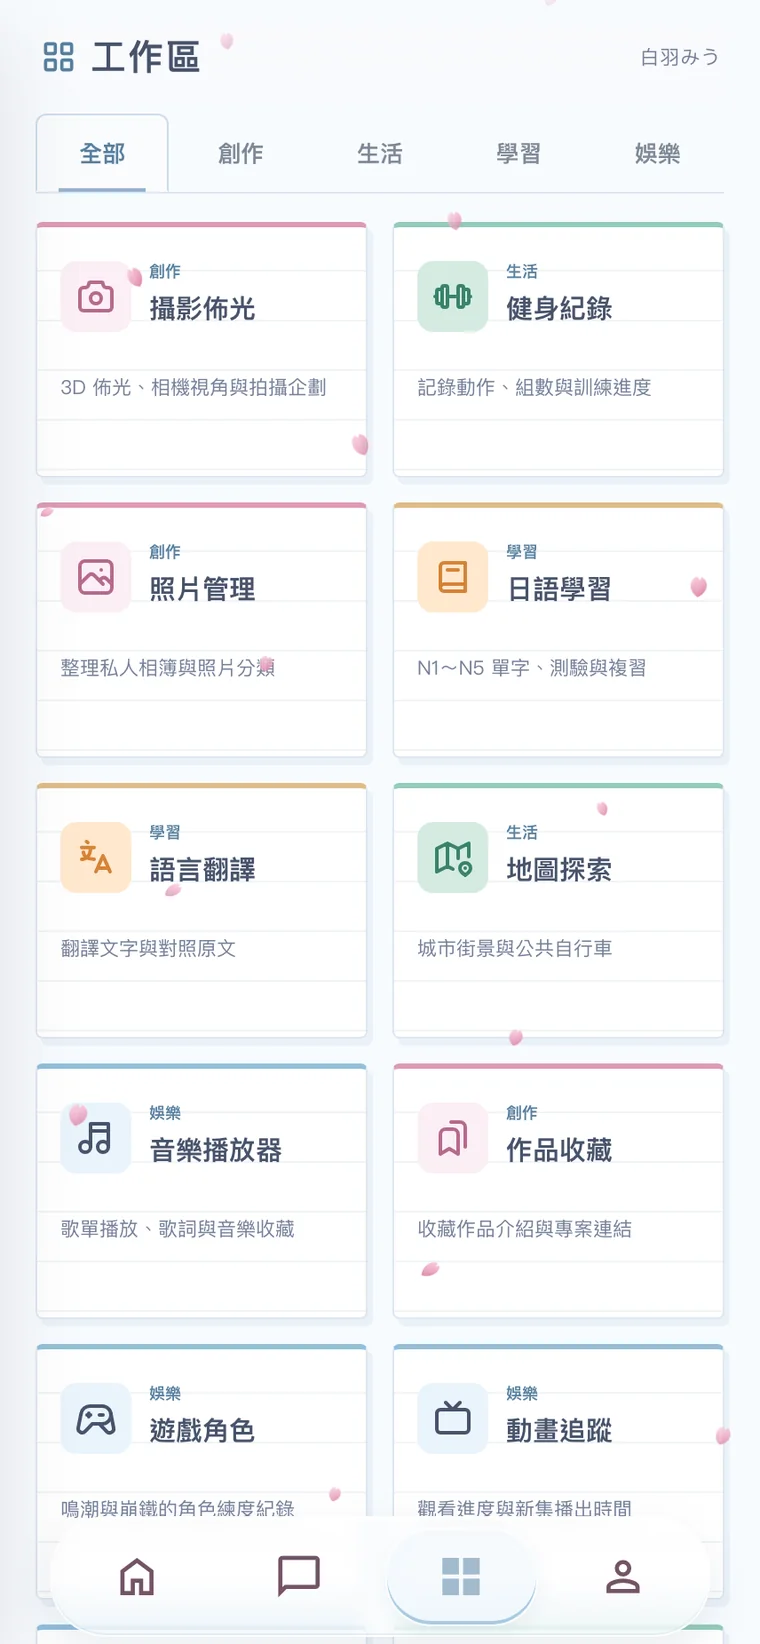 工作區
白羽みう
全部 創作 生活 學習 娛樂
創作
攝影佈光
3D 佈光、相機視角與拍攝企劃
生活
健身紀錄
記錄動作、組數與訓練進度
創作
照片管理
整理私人相簿與照片分類
學習
日語學習
N1～N5 單字、測驗與複習
學習
語言翻譯
翻譯文字與對照原文
生活
地圖探索
城市街景與公共自行車
娛樂
音樂播放器
歌單播放、歌詞與音樂收藏
創作
作品收藏
收藏作品介紹與專案連結
娛樂
遊戲角色
鳴潮與崩鐵的角色練度紀錄
娛樂
動畫追蹤
觀看進度與新集播出時間